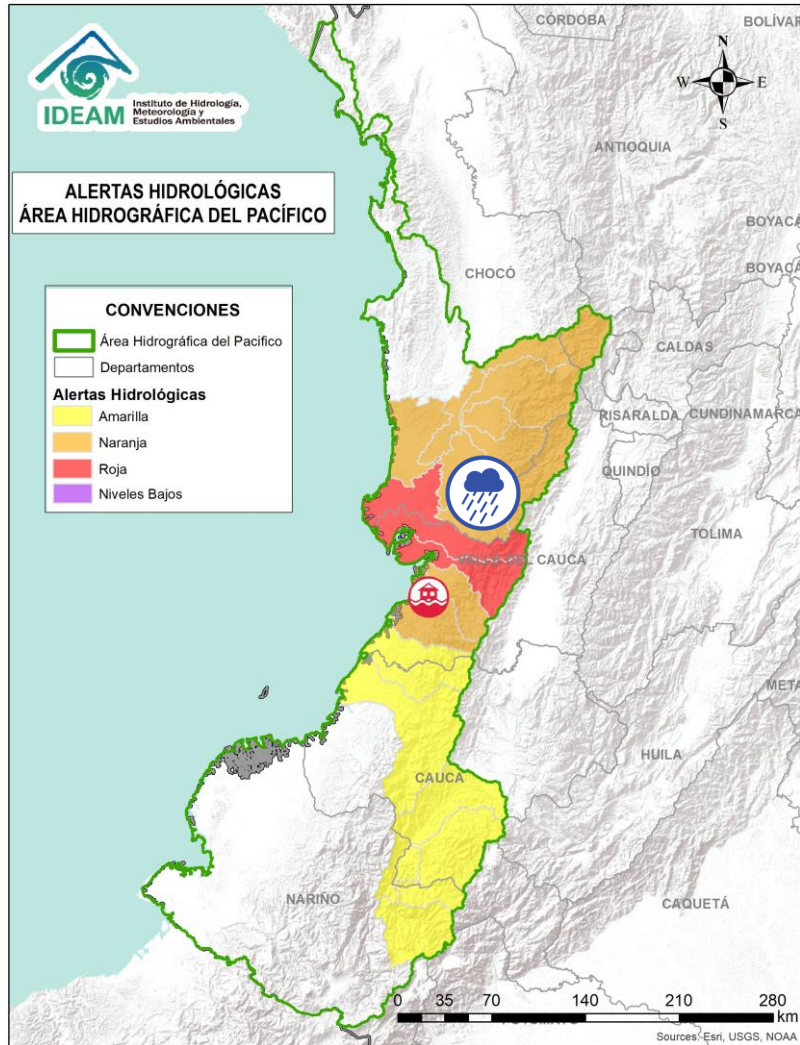 CÓRDOBA
BOLÍVAR
N
W
E
S
IDEAM
Instituto de Hidrología,
Meteorología y
Estudios Ambientales
ANTIOQUIA
ALERTAS HIDROLÓGICAS
ÁREA HIDROGRÁFICA DEL PACÍFICO
BOYACÁ
BOYACÁ
CHOCÓ
CONVENCIONES
Área Hidrográfica del Pacifico
Departamentos
Alertas Hidrológicas
Amarilla
Naranja
Roja
Niveles Bajos
CALDAS
RISARALDA
CUNDINAMARCA
QUINDÍO
TOLIMA
VALLE DEL CAUCA
META
HUILA
CAUCA
NARIÑO
CAQUETÁ
0 35 70 140 210 280
km
Sources: Esri, USGS, NOAA